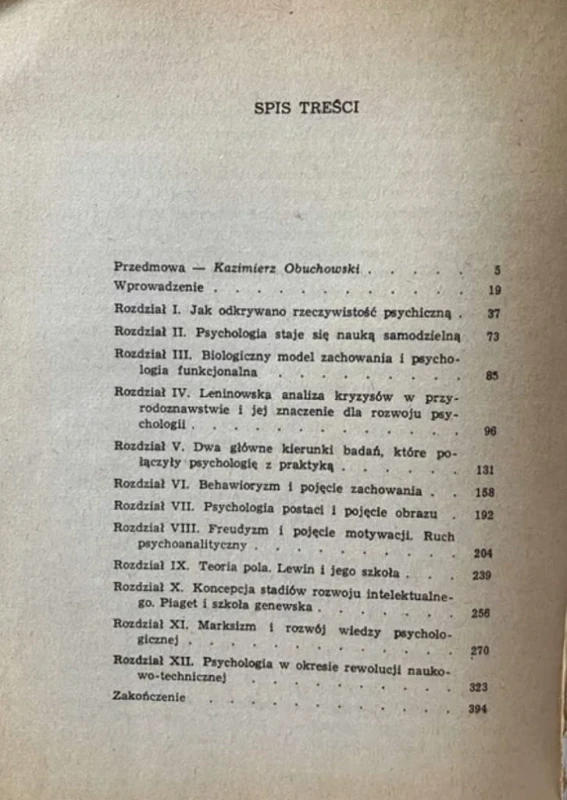 SPIS TREŚCI
Przedmowa — Kazimierz Obuchowski . . . . . 5
Wprowadzenie . . . . . . . . . . . 19
Rozdział I. Jak odkrywano rzeczywistość psychiczną . 37
Rozdział II. Psychologia staje się nauką samodzielną 73
Rozdział III. Biologiczny model zachowania i psycho-
logia funkcjonalna . . . . . . . . 85
Rozdział IV. Leninowska analiza kryzysów w przy-
rodoznawstwie i jej znaczenie dla rozwoju psy-
chologii . . . . . . . . . . . . 96
Rozdział V. Dwa główne kierunki badań, które po-
łączyły psychologię z praktyką . . . . . . 131
Rozdział VI. Behawioryzm i pojęcie zachowania . . 158
Rozdział VII. Psychologia postaci i pojęcie obrazu . 192
Rozdział VIII. Freudyzm i pojęcie motywacji. Ruch
psychoanalityczny . . . . . . . . . 204
Rozdział IX. Teoria pola. Lewin i jego szkoła . . . 239
Rozdział X. Koncepcja stadiów rozwoju intelektualne-
go. Piaget i szkoła genewska . . . . . . 256
Rozdział XI. Marksizm i rozwój wiedzy psycholo-
gicznej . . . . . . . . . . . . 270
Rozdział XII. Psychologia w okresie rewolucji nauko-
wo-technicznej . . . . . . . . . 323
Zakończenie . . . . . . . . . . . 394